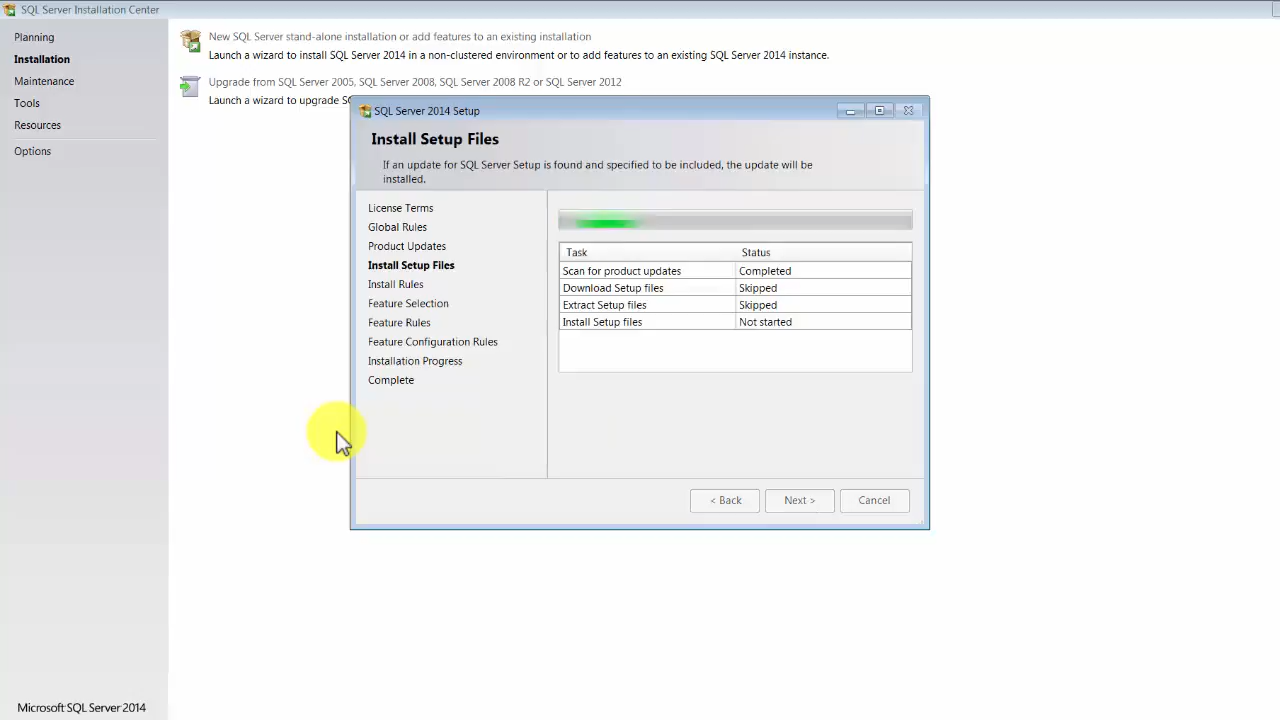 SQL Server Installation Center
Planning
Installation
Maintenance
Tools
Resources
Options
New SQL Server stand-alone installation or add features to an existing installation
Launch a wizard to install SQL Server 2014 in a non-clustered environment or to add features to an existing SQL Server 2014 instance.
Upgrade from SQL Server 2005, SQL Server 2008, SQL Server 2008 R2 or SQL Server 2012
Launch a wizard to upgrade
SQL Server 2014 Setup
Install Setup Files
If an update for SQL Server Setup is found and specified to be included, the update will be
installed.
License Terms
Global Rules
Product Updates
Install Setup Files
Install Rules
Feature Selection
Feature Rules
Feature Configuration Rules
Installation Progress
Complete
Task Status
Scan for product updates Completed
Download Setup files Skipped
Extract Setup files Skipped
Install Setup files Not started
< Back Next > Cancel
Microsoft SQL Server 2014